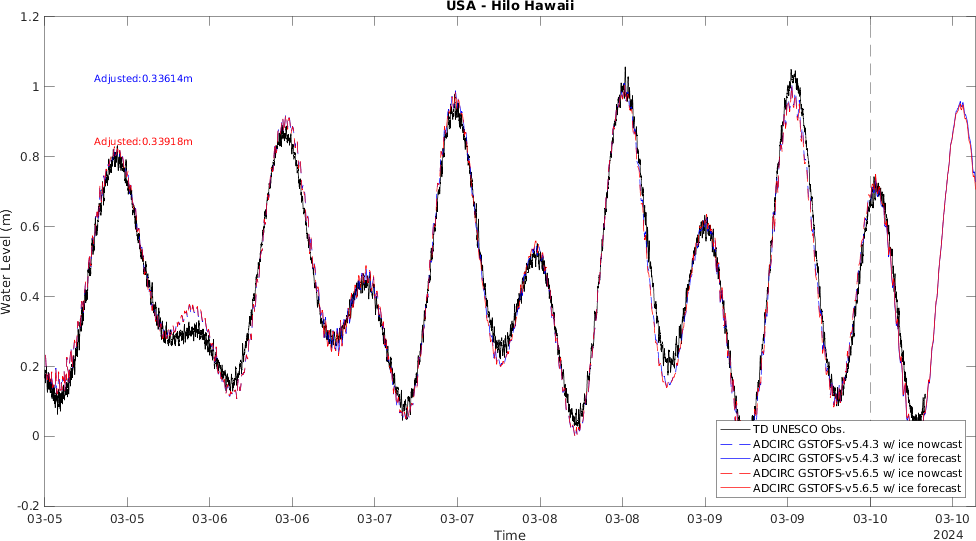 USA - Hilo Hawaii
1.2
1
0.8
0.6
0.4
0.2
0
-0.2
Water Level (m)
Adjusted:0.33614m
Adjusted:0.33918m
TD UNESCO Obs.
ADCIRC GSTOFS-v5.4.3 w/ ice nowcast
ADCIRC GSTOFS-v5.4.3 w/ ice forecast
ADCIRC GSTOFS-v5.6.5 w/ ice nowcast
ADCIRC GSTOFS-v5.6.5 w/ ice forecast
03-05 03-05 03-06 03-06 03-07 03-07 03-08 03-08 03-09 03-09 03-10 03-10
2024
Time